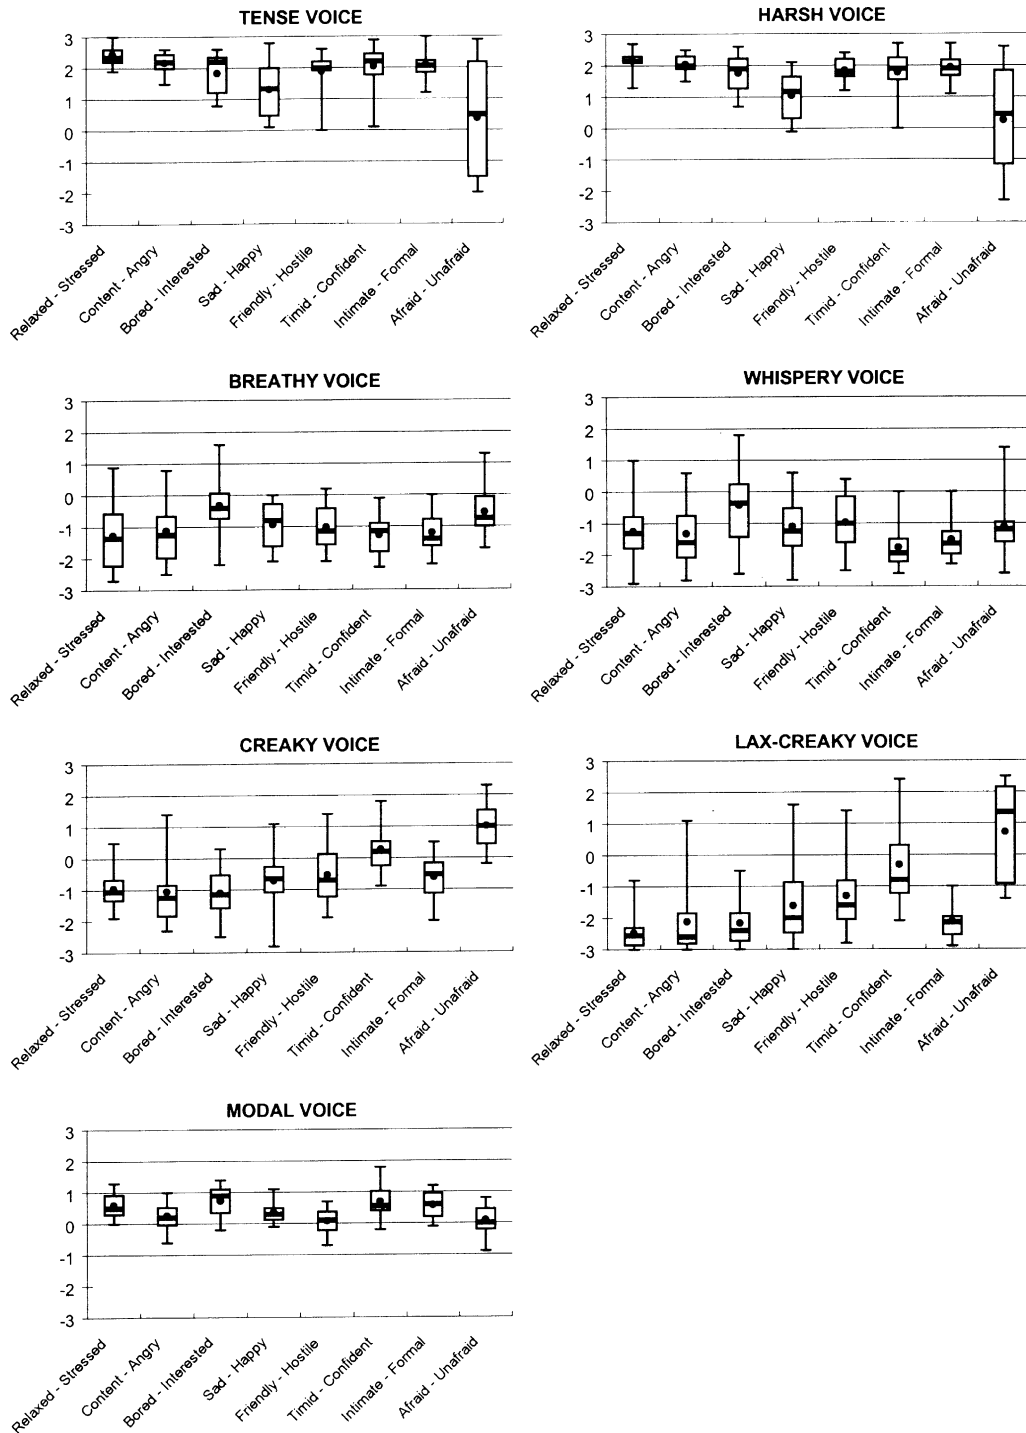 TENSE VOICE
3
2
1
0
-1
-2
-3
Relaxed - Stressed
Content - Angry
Bored - Interested
Sad - Happy
Friendly - Hostile
Timid - Confident
Intimate - Formal
Afraid - Unafraid
HARSH VOICE
3
2
1
0
-1
-2
-3
Relaxed - Stressed
Content - Angry
Bored - Interested
Sad - Happy
Friendly - Hostile
Timid - Confident
Intimate - Formal
Afraid - Unafraid
BREATHY VOICE
3
2
1
0
-1
-2
-3
Relaxed - Stressed
Content - Angry
Bored - Interested
Sad - Happy
Friendly - Hostile
Timid - Confident
Intimate - Formal
Afraid - Unafraid
WHISPERY VOICE
3
2
1
0
-1
-2
-3
Relaxed - Stressed
Content - Angry
Bored - Interested
Sad - Happy
Friendly - Hostile
Timid - Confident
Intimate - Formal
Afraid - Unafraid
CREAKY VOICE
3
2
1
0
-1
-2
-3
Relaxed - Stressed
Content - Angry
Bored - Interested
Sad - Happy
Friendly - Hostile
Timid - Confident
Intimate - Formal
Afraid - Unafraid
LAX-CREAKY VOICE
3
2
1
0
-1
-2
-3
Relaxed - Stressed
Content - Angry
Bored - Interested
Sad - Happy
Friendly - Hostile
Timid - Confident
Intimate - Formal
Afraid - Unafraid
MODAL VOICE
3
2
1
0
-1
-2
-3
Relaxed - Stressed
Content - Angry
Bored - Interested
Sad - Happy
Friendly - Hostile
Timid - Confident
Intimate - Formal
Afraid - Unafraid